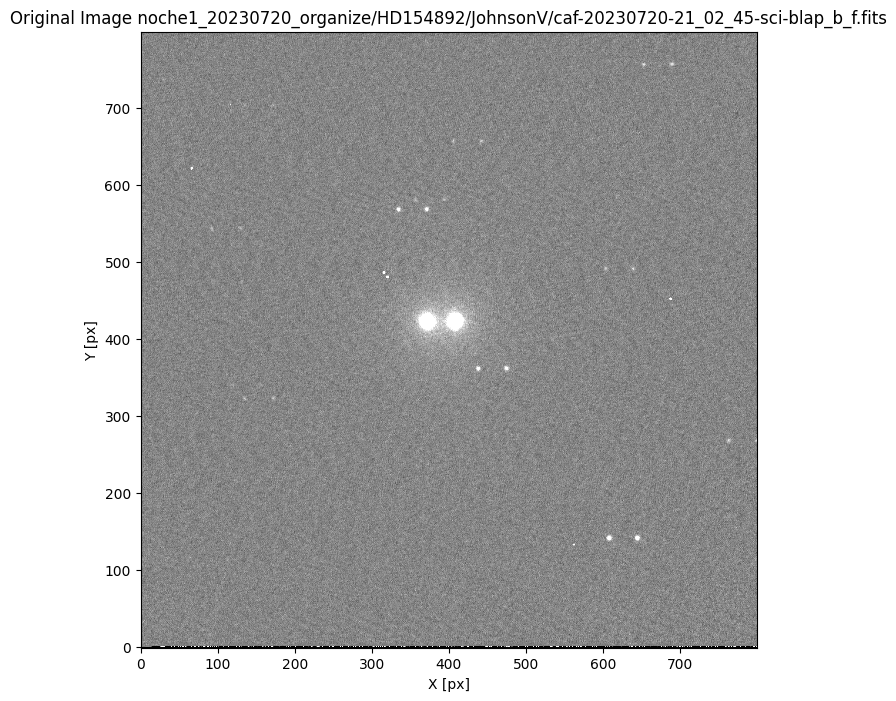 Original Image noche1_20230720_organize/HD154892/JohnsonV/caf-20230720-21_02_45-sci-blap_b_f.fits
700
600
500
400
300
200
100
0
Y [px]
0 100 200 300 400 500 600 700
X [px]